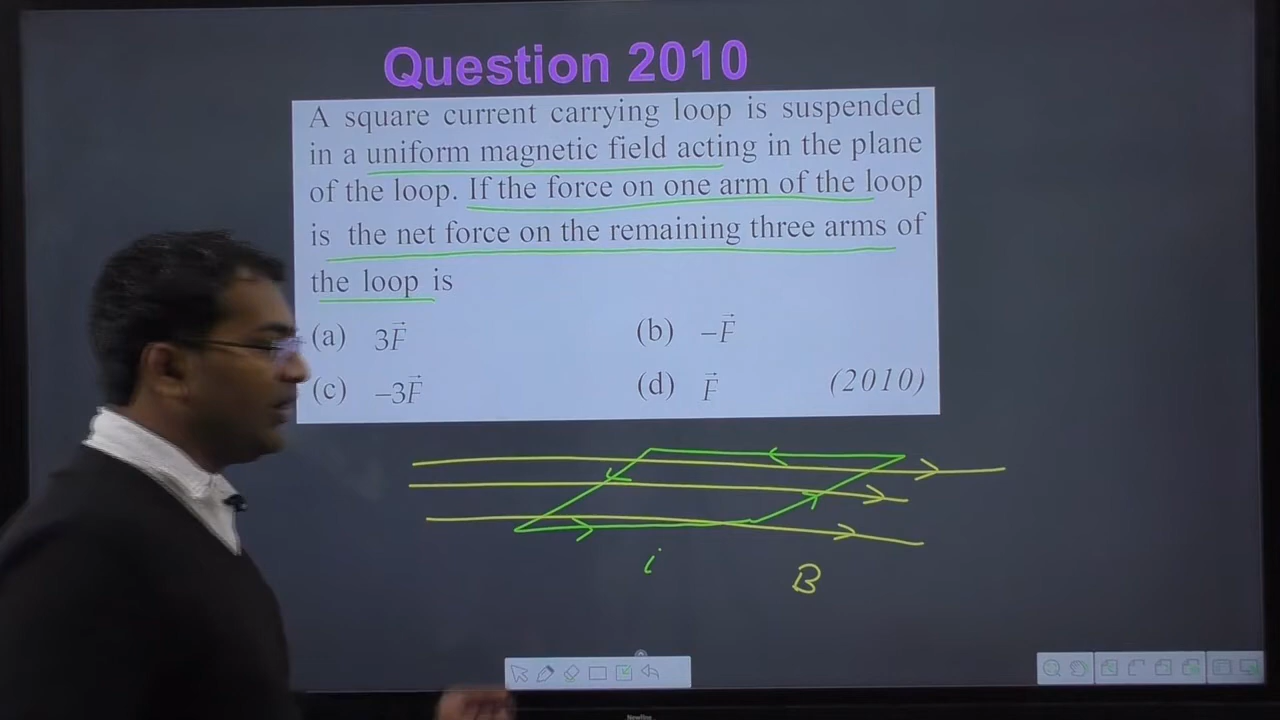 Question 2010
A square current carrying loop is suspended
in a uniform magnetic field acting in the plane
of the loop. If the force on one arm of the loop
is the net force on the remaining three arms of
the loop is
(a) 3F⃗ (b) –F⃗
(c) –3F⃗ (d) F⃗ (2010)
i
B
Newline